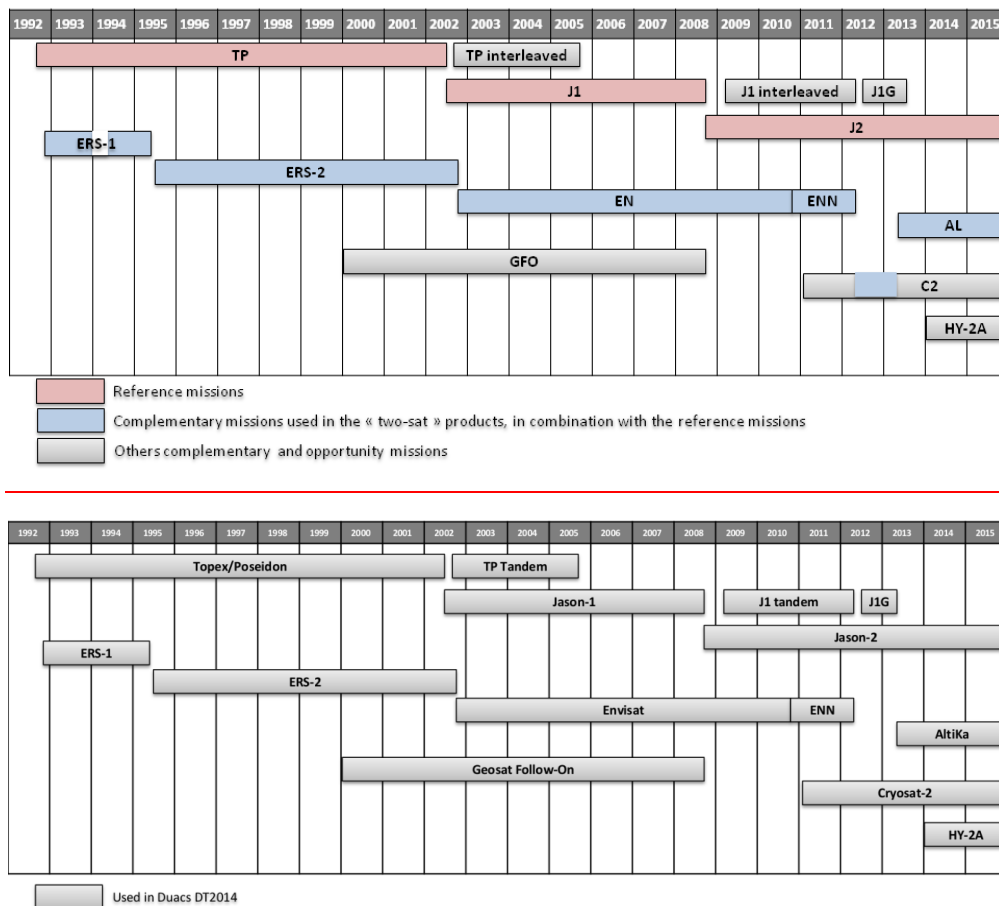 1992 1993 1994 1995 1996 1997 1998 1999 2000 2001 2002 2003 2004 2005 2006 2007 2008 2009 2010 2011 2012 2013 2014 2015
TP TP interleaved
J1 J1 interleaved J1G
J2
ERS-1
ERS-2
EN ENN
AL
GFO
C2
HY-2A
Reference missions
Complementary missions used in the « two-sat » products, in combination with the reference missions
Others complementary and opportunity missions
1992 1993 1994 1995 1996 1997 1998 1999 2000 2001 2002 2003 2004 2005 2006 2007 2008 2009 2010 2011 2012 2013 2014 2015
Topex/Poseidon TP Tandem
Jason-1 J1 tandem J1G
Jason-2
ERS-1
ERS-2
Envisat ENN
AltiKa
Geosat Follow-On
Cryosat-2
HY-2A
Used in Duacs DT2014